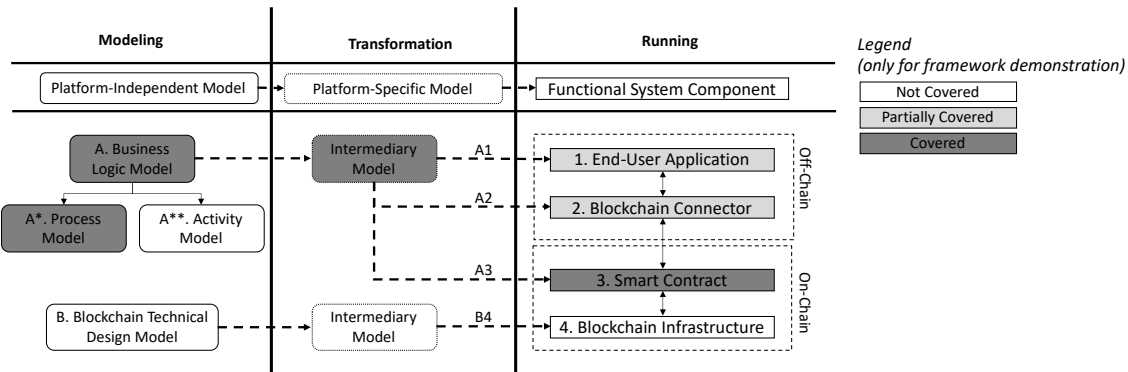 Modeling
Transformation
Running
Platform-Independent Model
Platform-Specific Model
Functional System Component
Legend
(only for framework demonstration)
Not Covered
Partially Covered
Covered
A. Business
Logic Model
Intermediary
Model
A1
1. End-User Application
A*. Process
Model
A**. Activity
Model
A2
2. Blockchain Connector
Off-Chain
A3
3. Smart Contract
B. Blockchain Technical
Design Model
Intermediary
Model
B4
4. Blockchain Infrastructure
On-Chain